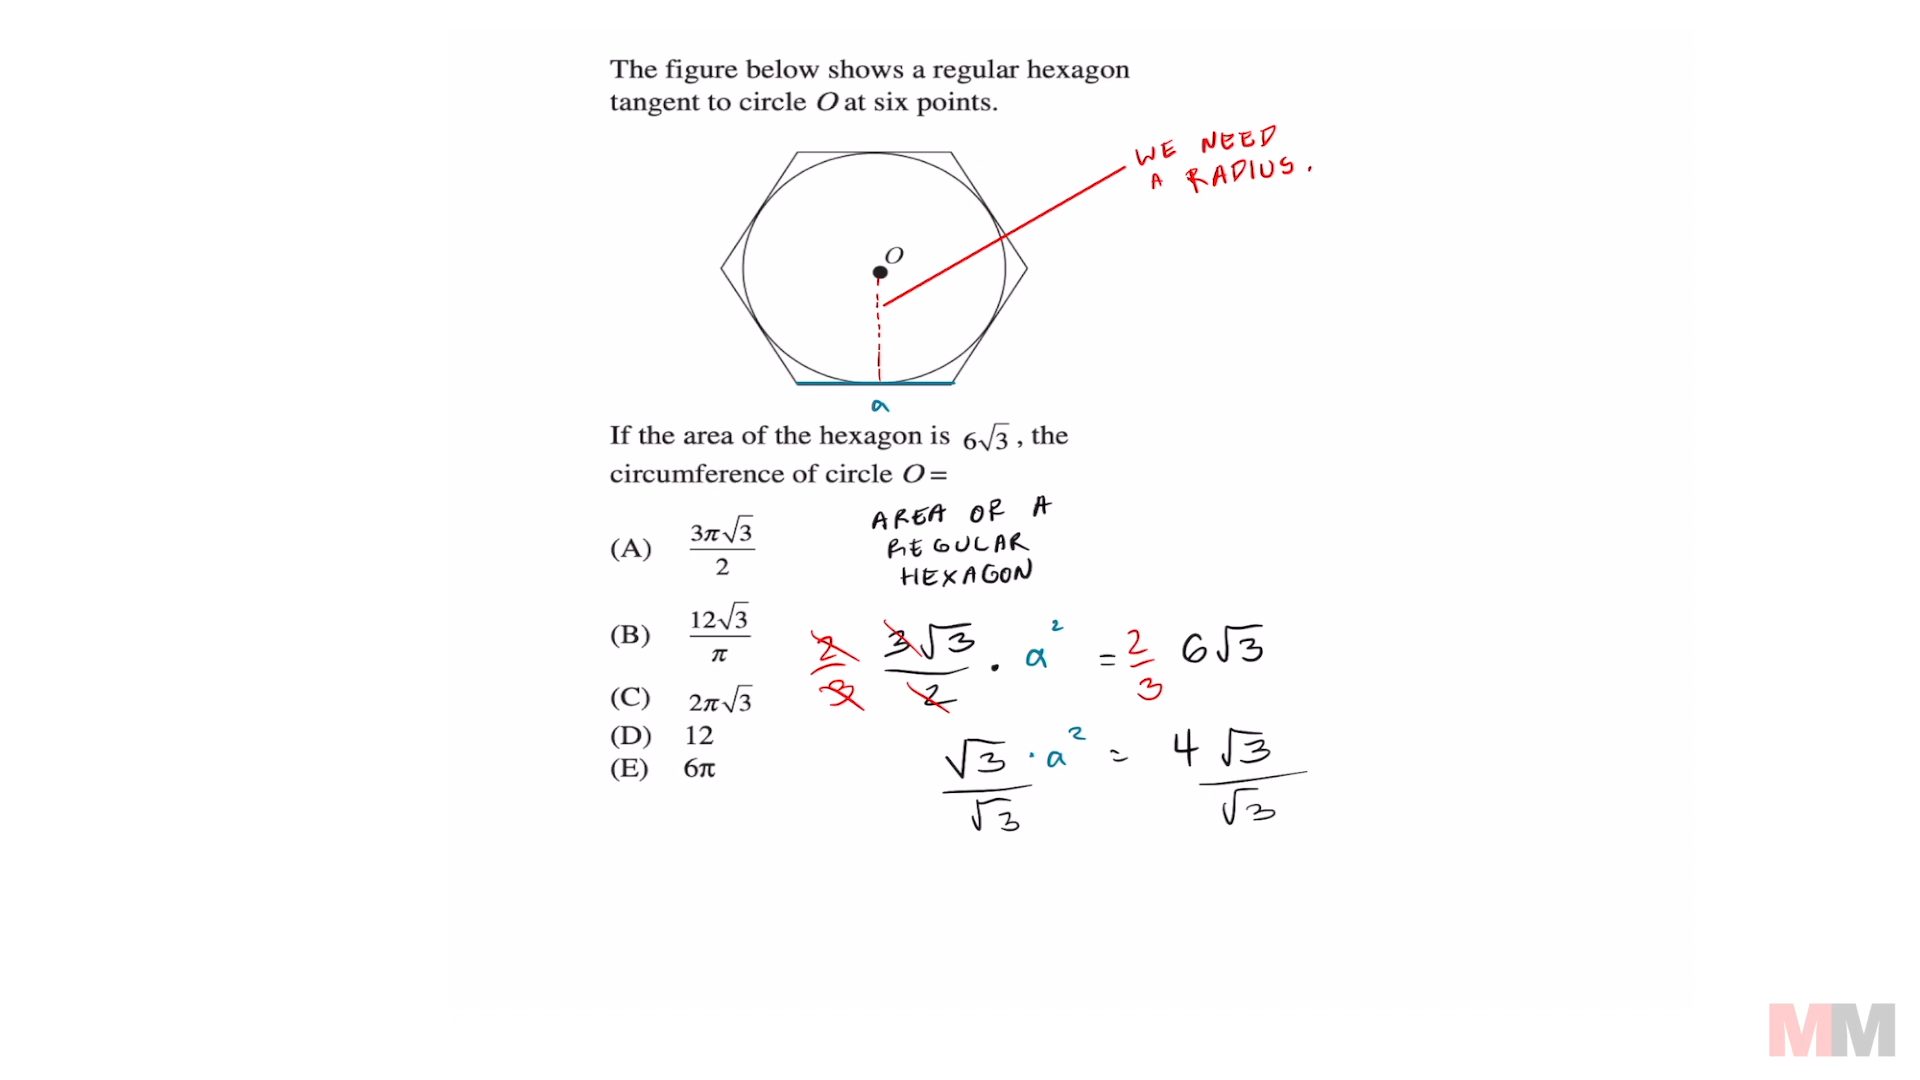 The figure below shows a regular hexagon
tangent to circle O at six points.
WE NEED
A RADIUS.
O
a
If the area of the hexagon is 6√3, the
circumference of circle O =
AREA OF A
REGULAR
HEXAGON
(A) 3π√3/2
(B) 12√3/π
(C) 2π√3
(D) 12
(E) 6π
2/3 3√3/2 · a² = 2/3 6√3
√3 · a²/√3 = 4√3/√3
MM